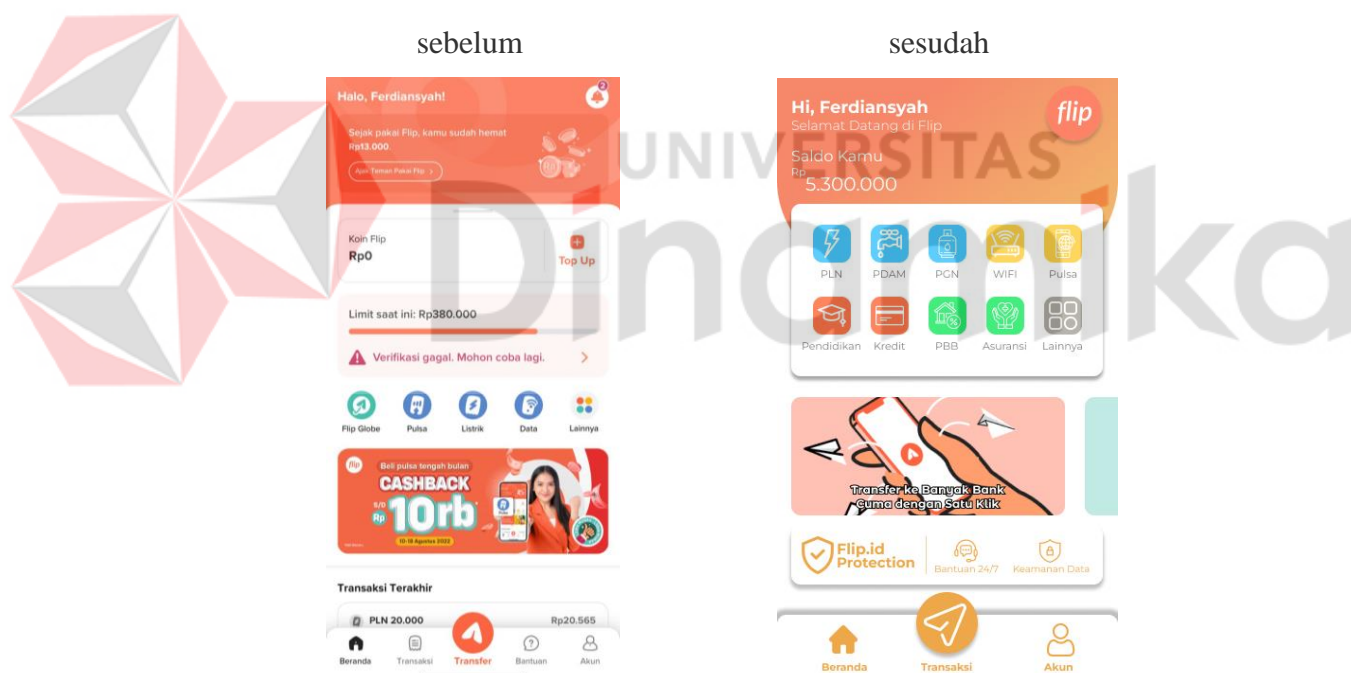 sebelum
sesudah
UNIVERSITAS
Dinamika
Halo, Ferdiansyah!
2
Sejak pakai Flip, kamu sudah hemat
Rp13.000.
Ajak Teman Pakai Flip >
Koin Flip
Rp0
Top Up
Limit saat ini: Rp380.000
Verifikasi gagal. Mohon coba lagi.
Flip Globe Pulsa Listrik Data Lainnya
flip
Beli pulsa tengah bulan
CASHBACK
s/d
Rp 10rb
10-18 Agustus 2022
Transaksi Terakhir
PLN 20.000 Rp20.565
Beranda Transaksi Transfer Bantuan Akun
Hi, Ferdiansyah
flip
Selamat Datang di Flip
Saldo Kamu
Rp
5.300.000
PLN PDAM PGN WIFI Pulsa
Pendidikan Kredit PBB Asuransi Lainnya
Transfer ke Banyak Bank
Cuma dengan Satu Klik
Flip.id
Protection
Bantuan 24/7 Keamanan Data
Beranda Transaksi Akun